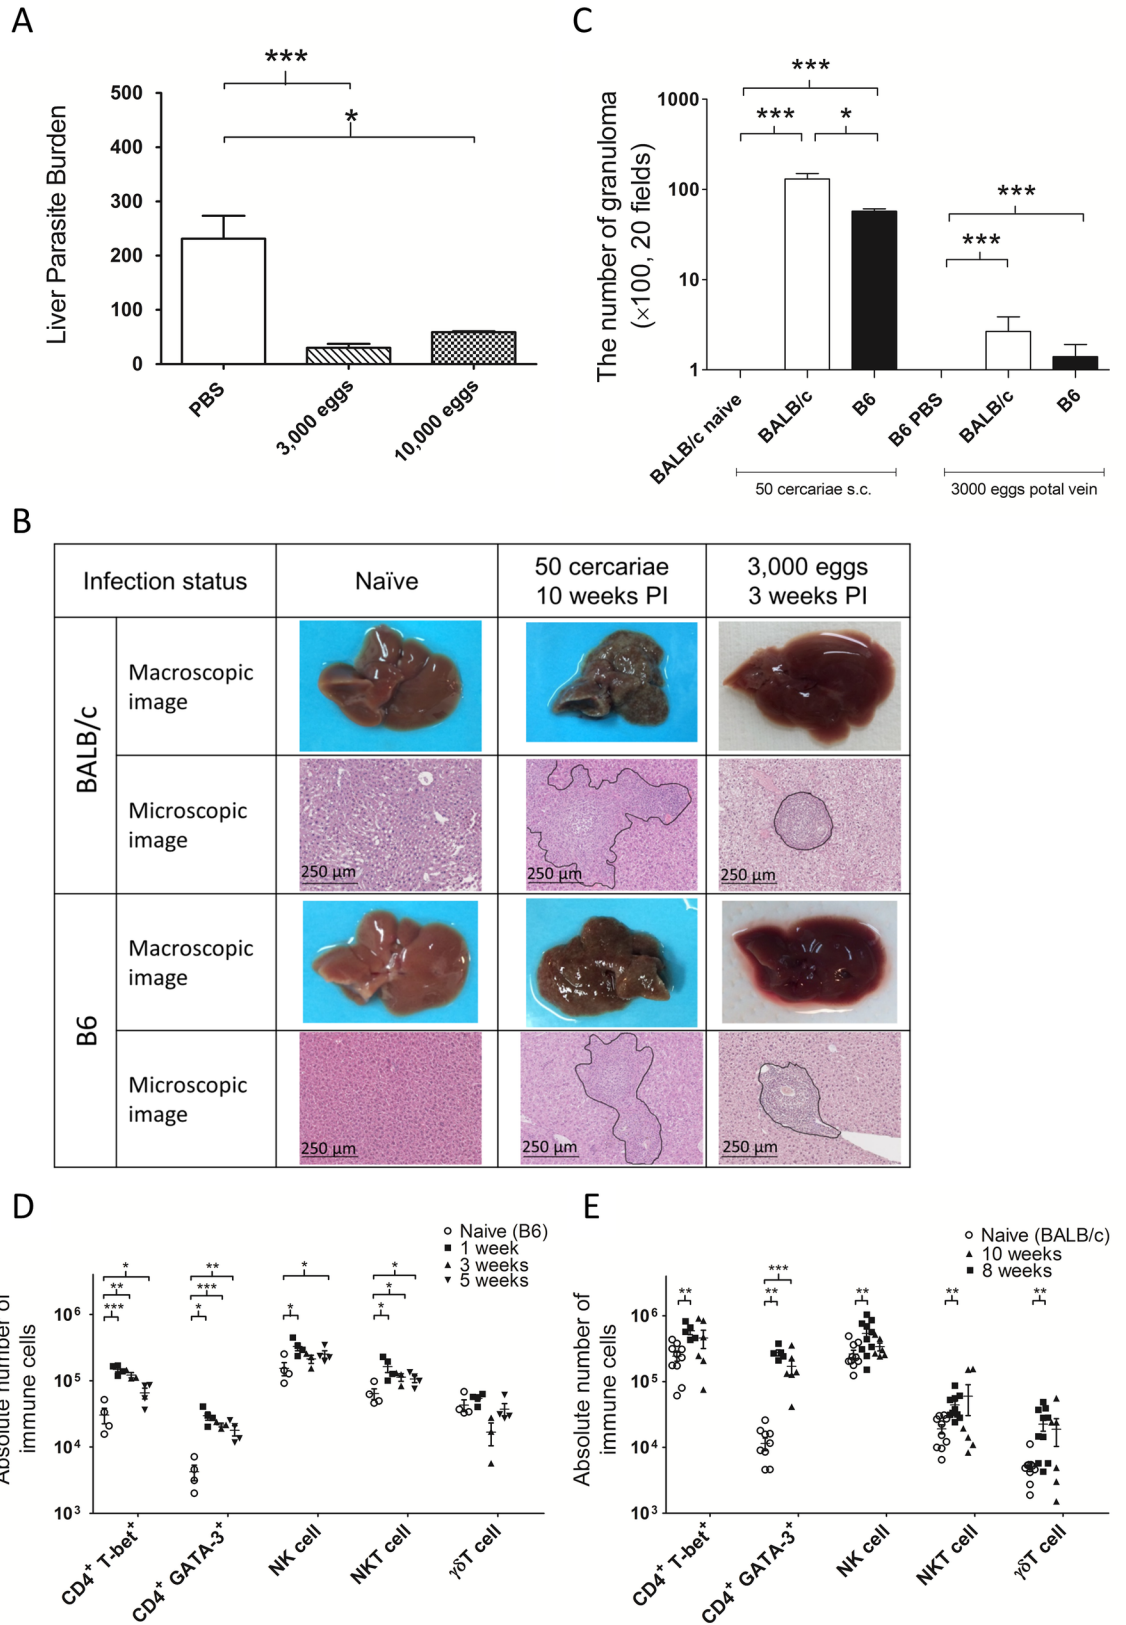 A
***
*
500
400
300
200
100
0
Liver Parasite Burden
PBS
3,000 eggs
10,000 eggs
C
***
*** *
***
***
1000
100
10
1
The number of granuloma
(×100, 20 fields)
BALB/c naive
BALB/c
B6
B6 PBS
BALB/c
B6
50 cercariae s.c.
3000 eggs potal vein
B
Infection status
Naïve
50 cercariae
10 weeks PI
3,000 eggs
3 weeks PI
BALB/c
Macroscopic
image
Microscopic
image
250 µm
250 µm
250 µm
B6
Macroscopic
image
Microscopic
image
250 µm
250 µm
250 µm
D
Naive (B6)
1 week
3 weeks
5 weeks
*
**
***
**
***
*
*
*
*
*
*
10⁶
10⁵
10⁴
10³
Absolute number of
immune cells
CD4⁺ T-bet⁺
CD4⁺ GATA-3⁺
NK cell
NKT cell
γδT cell
E
Naive (BALB/c)
10 weeks
8 weeks
**
***
**
**
**
**
10⁶
10⁵
10⁴
10³
Absolute number of
immune cells
CD4⁺ T-bet⁺
CD4⁺ GATA-3⁺
NK cell
NKT cell
γδT cell